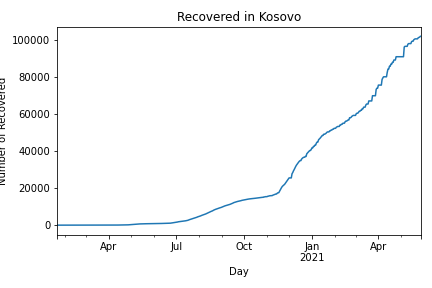 Recovered in Kosovo
100000
80000
60000
40000
20000
0
Number of Recovered
Apr
Jul
Oct
Jan
2021
Apr
Day